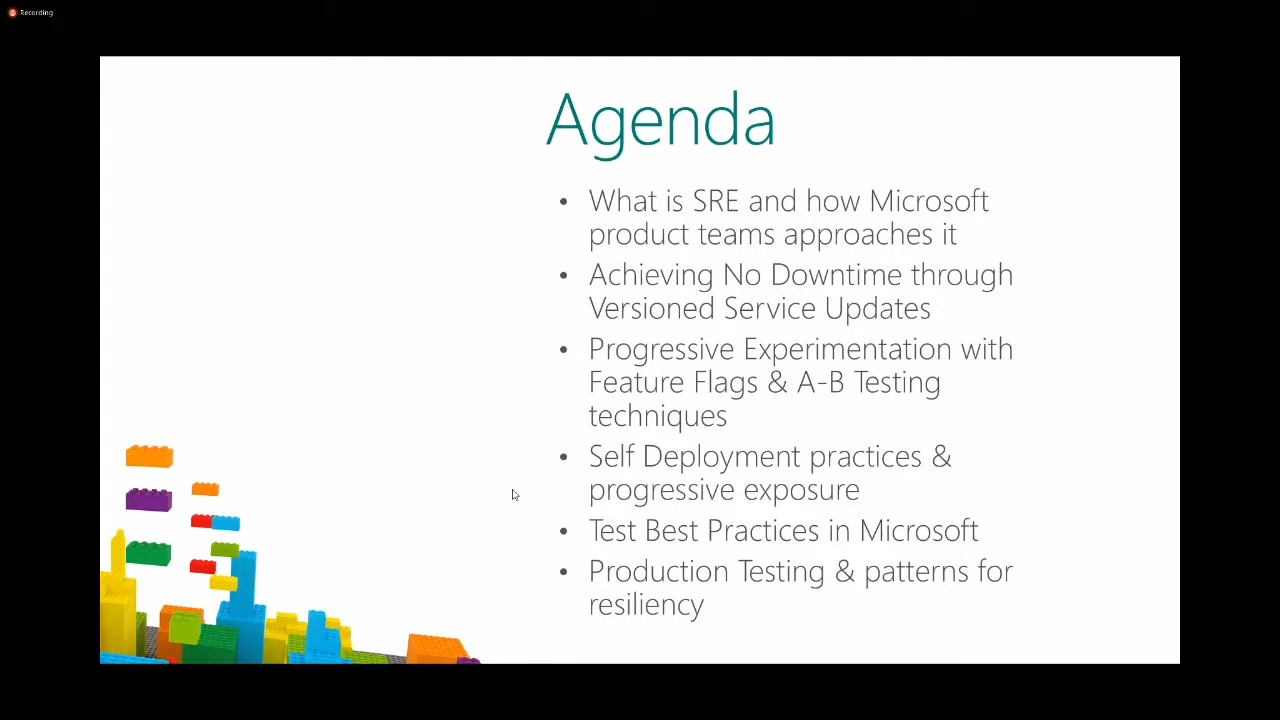 Recording
Agenda
• What is SRE and how Microsoft
product teams approaches it
• Achieving No Downtime through
Versioned Service Updates
• Progressive Experimentation with
Feature Flags & A-B Testing
techniques
• Self Deployment practices &
progressive exposure
• Test Best Practices in Microsoft
• Production Testing & patterns for
resiliency